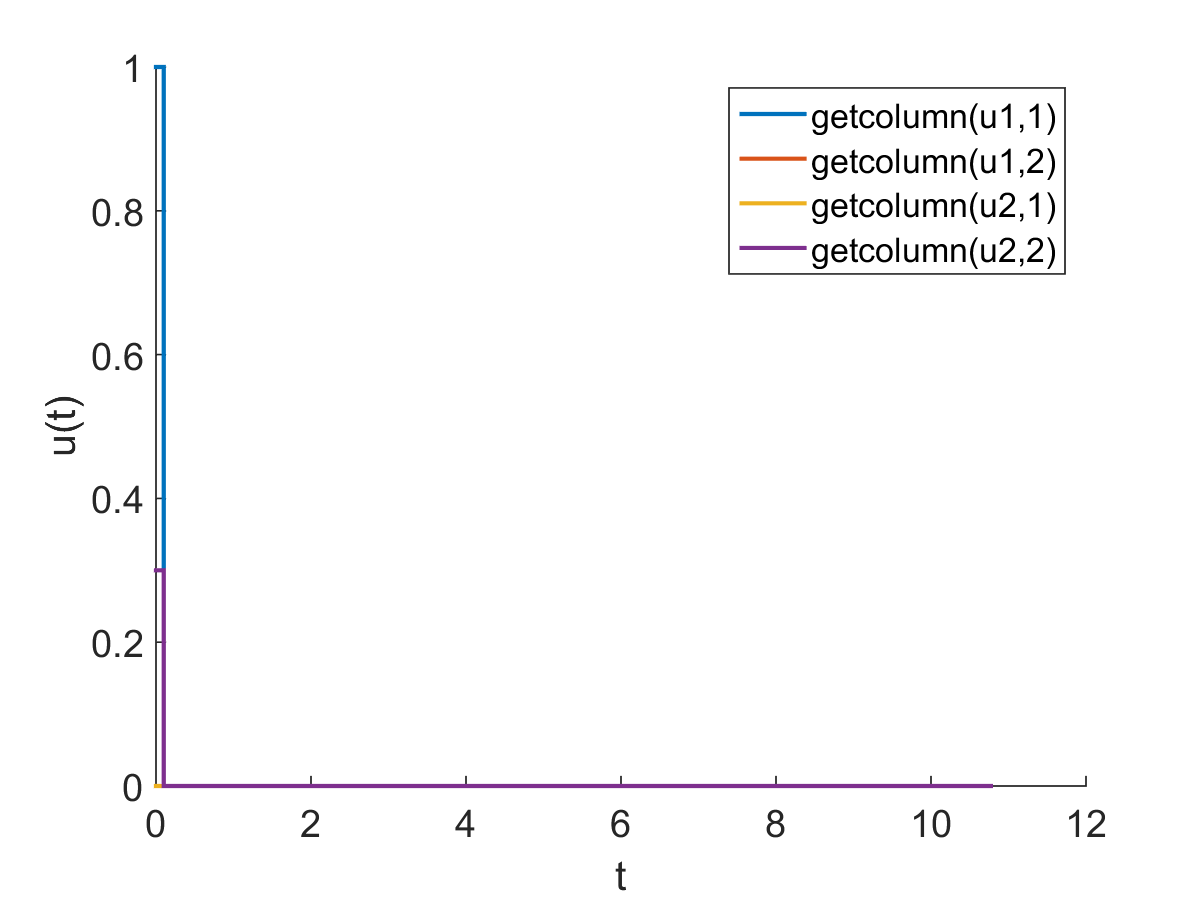 1
0.8
0.6
0.4
0.2
0
u(t)
getcolumn(u1,1)
getcolumn(u1,2)
getcolumn(u2,1)
getcolumn(u2,2)
0 2 4 6 8 10 12
t